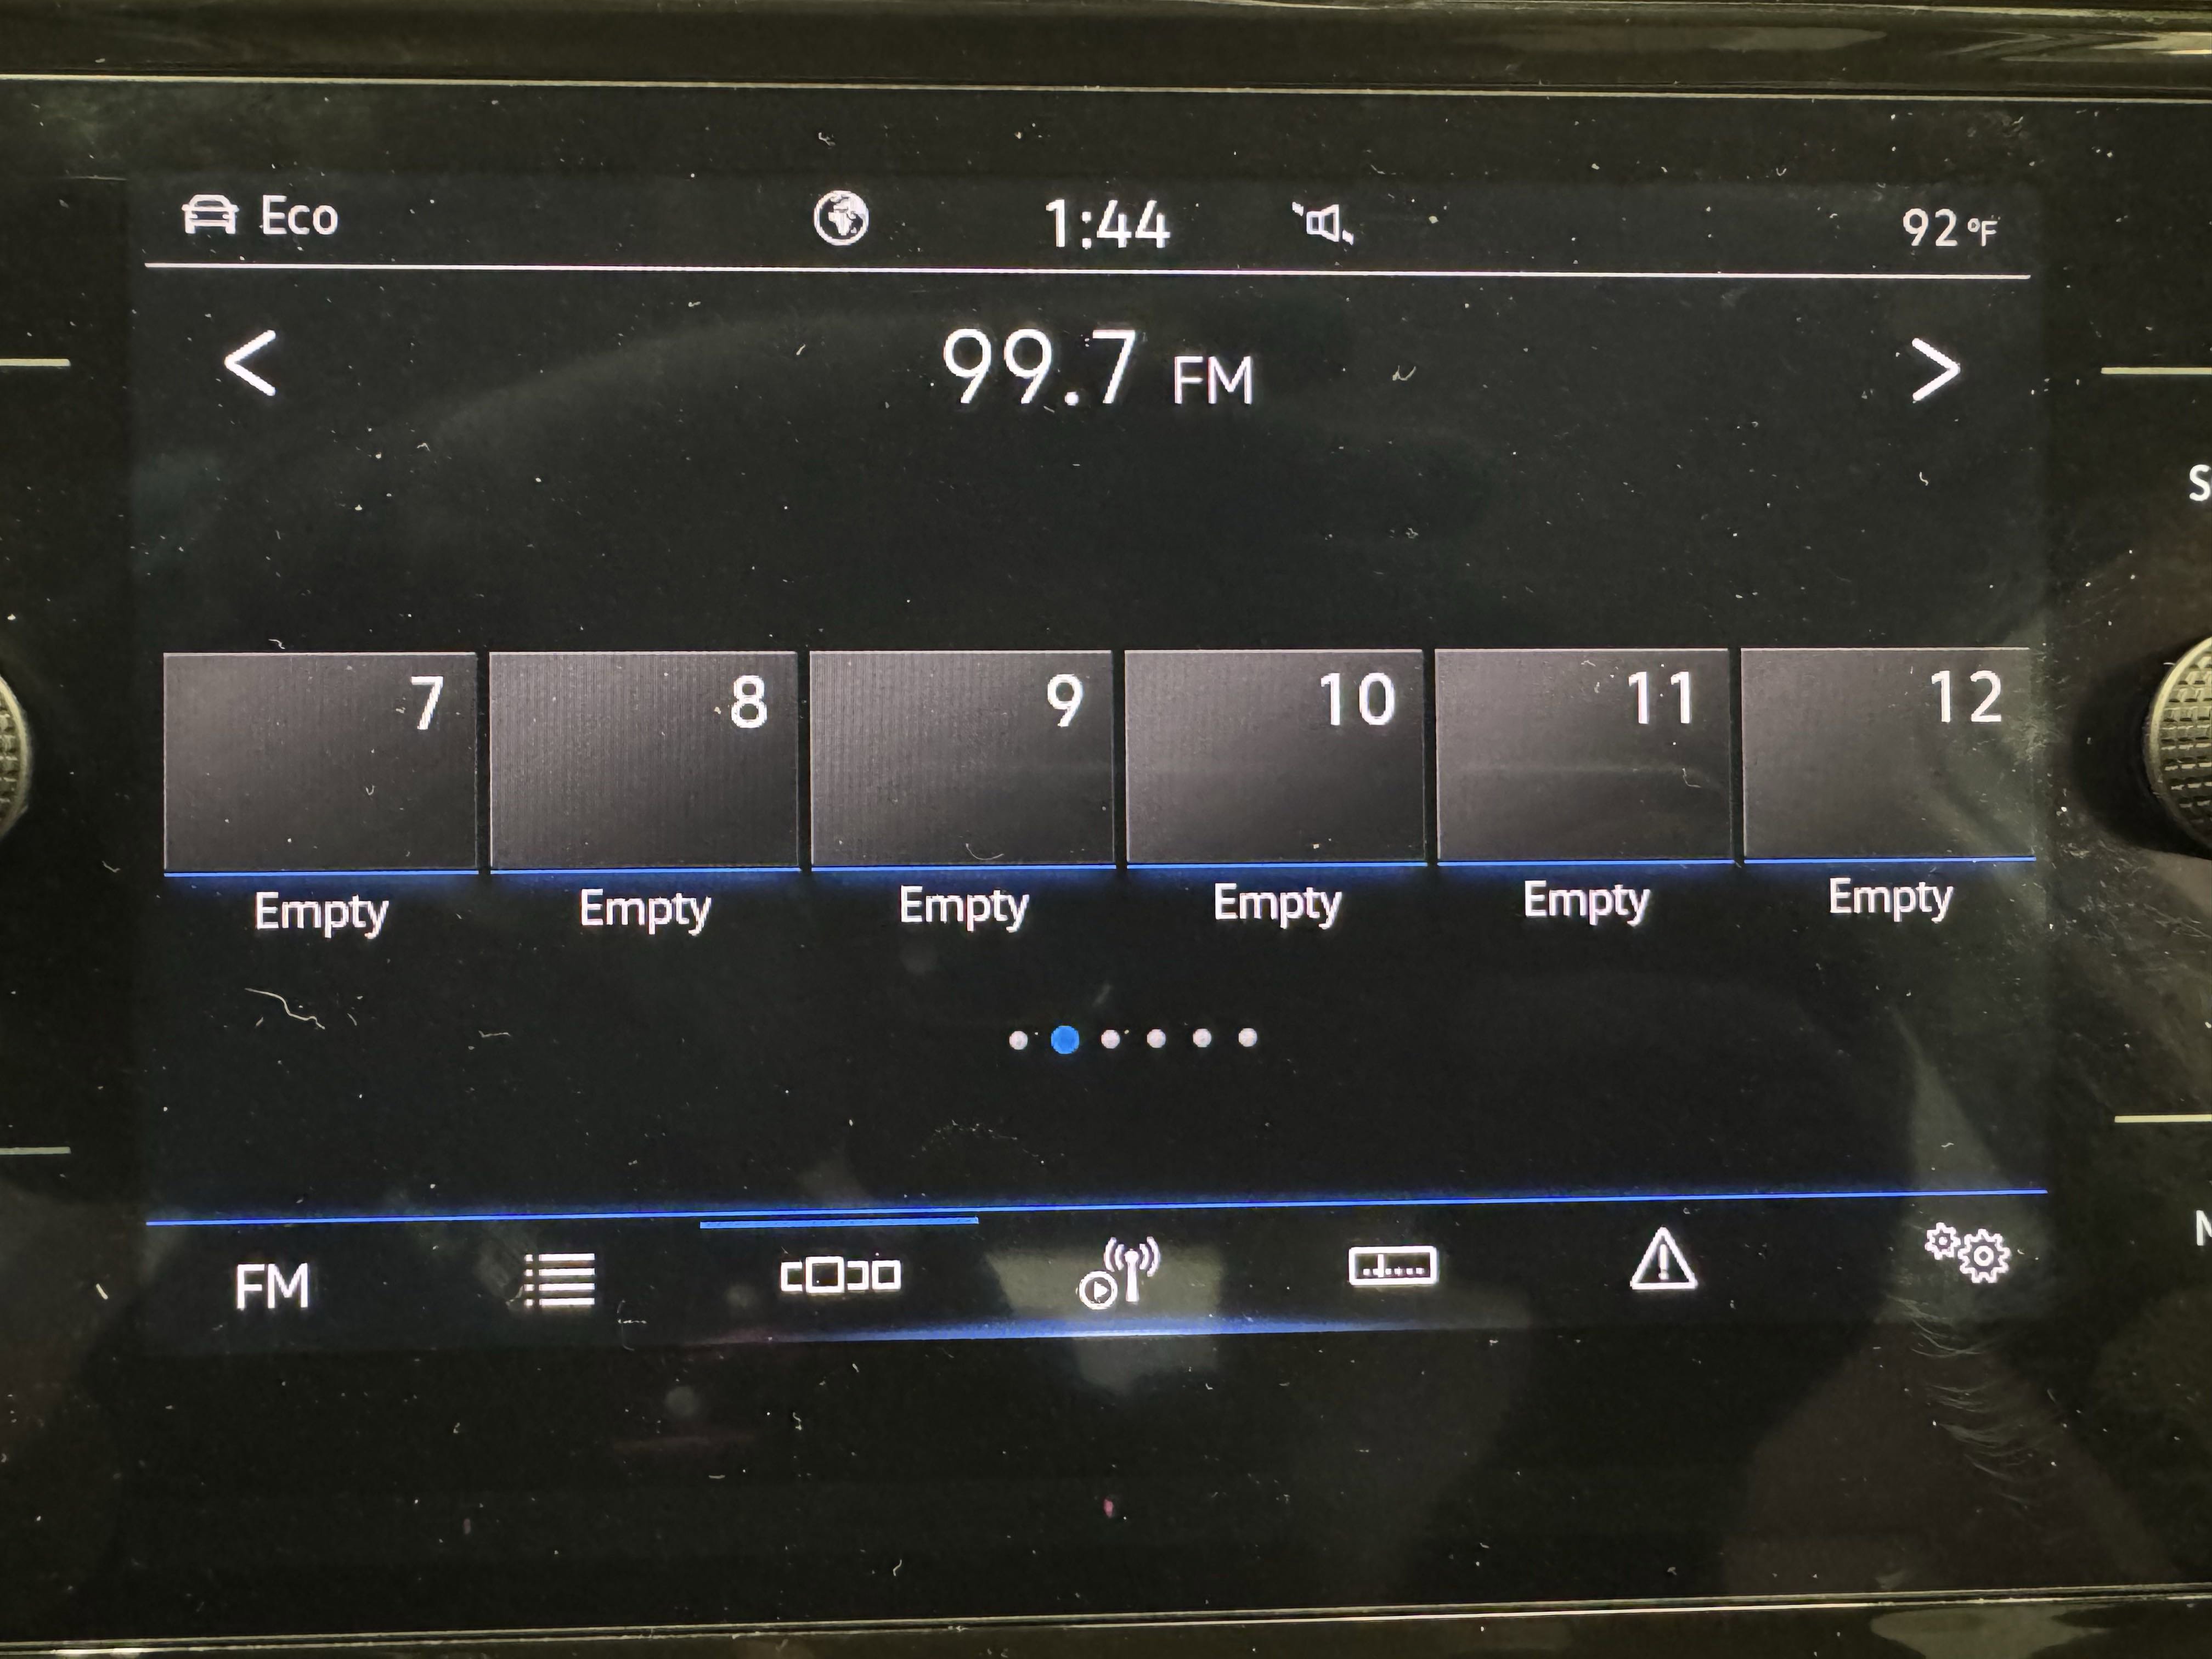 Eco 1:44 92 °F
< 99.7 FM >
7 8 9 10 11 12
Empty Empty Empty Empty Empty Empty
FM